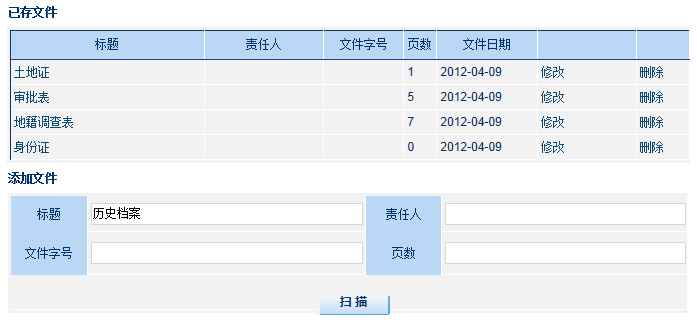 已存文件
标题 责任人 文件字号 页数 文件日期
土地证 1 2012-04-09 修改 删除
审批表 5 2012-04-09 修改 删除
地籍调查表 7 2012-04-09 修改 删除
身份证 0 2012-04-09 修改 删除
添加文件
标题 历史档案 责任人
文件字号 页数
扫 描